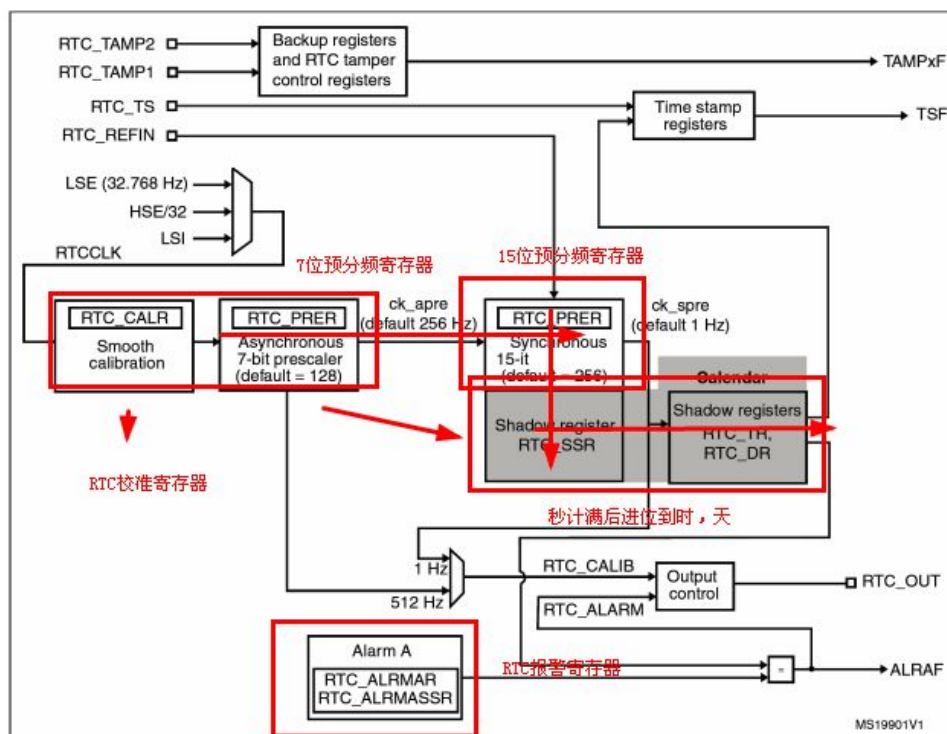 RTC_TAMP2
RTC_TAMP1
Backup registers
and RTC tamper
control registers
TAMPxF
RTC_TS
Time stamp
registers
TSF
RTC_REFIN
LSE (32.768 Hz)
HSE/32
LSI
RTCCLK
7位预分频寄存器
15位预分频寄存器
RTC_CALR
Smooth
calibration
RTC_PRER
Asynchronous
7-bit prescaler
(default = 128)
ck_apre
(default 256 Hz)
RTC_PRER
Synchronous
15-it
(default = 256)
ck_spre
(default 1 Hz)
Calendar
Shadow register
RTC_SSR
Shadow registers
RTC_TR,
RTC_DR
RTC校准寄存器
秒计满后进位到时，天
1 Hz
512 Hz
RTC_CALIB
RTC_ALARM
Output
control
RTC_OUT
Alarm A
RTC_ALRMAR
RTC_ALRMASSR
RTC报警寄存器
=
ALRAF
MS19901V1